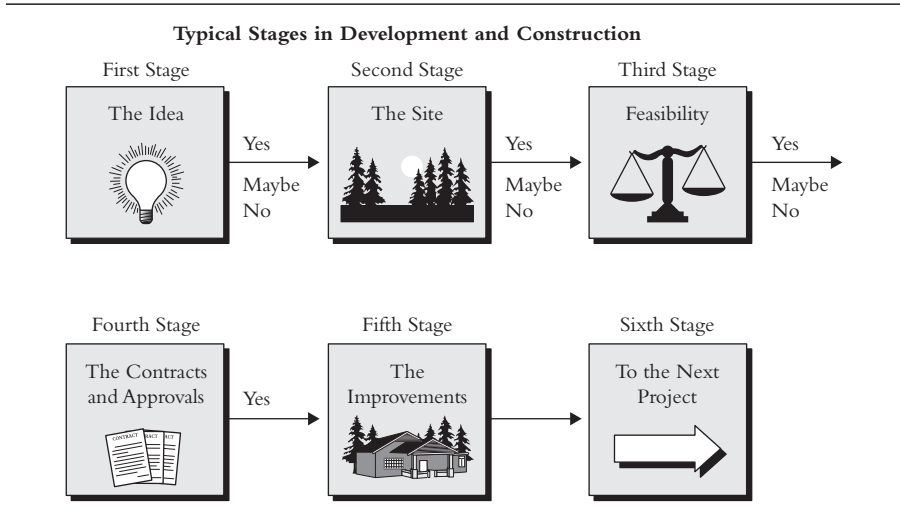 Typical Stages in Development and Construction
First Stage
The Idea
Yes
Maybe
No
Second Stage
The Site
Yes
Maybe
No
Third Stage
Feasibility
Yes
Maybe
No
Fourth Stage
The Contracts
and Approvals
CONTRACT
RACT
ACT
Yes
Fifth Stage
The
Improvements
Sixth Stage
To the Next
Project